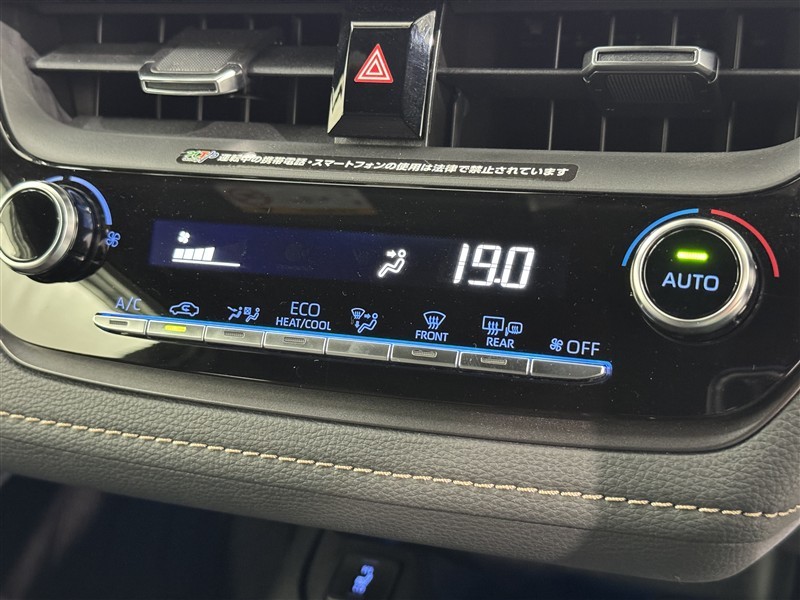 運転中の携帯電話・スマートフォンの使用は法律で禁止されています
19.0
AUTO
A/C
ECO
HEAT/COOL
FRONT
REAR
OFF